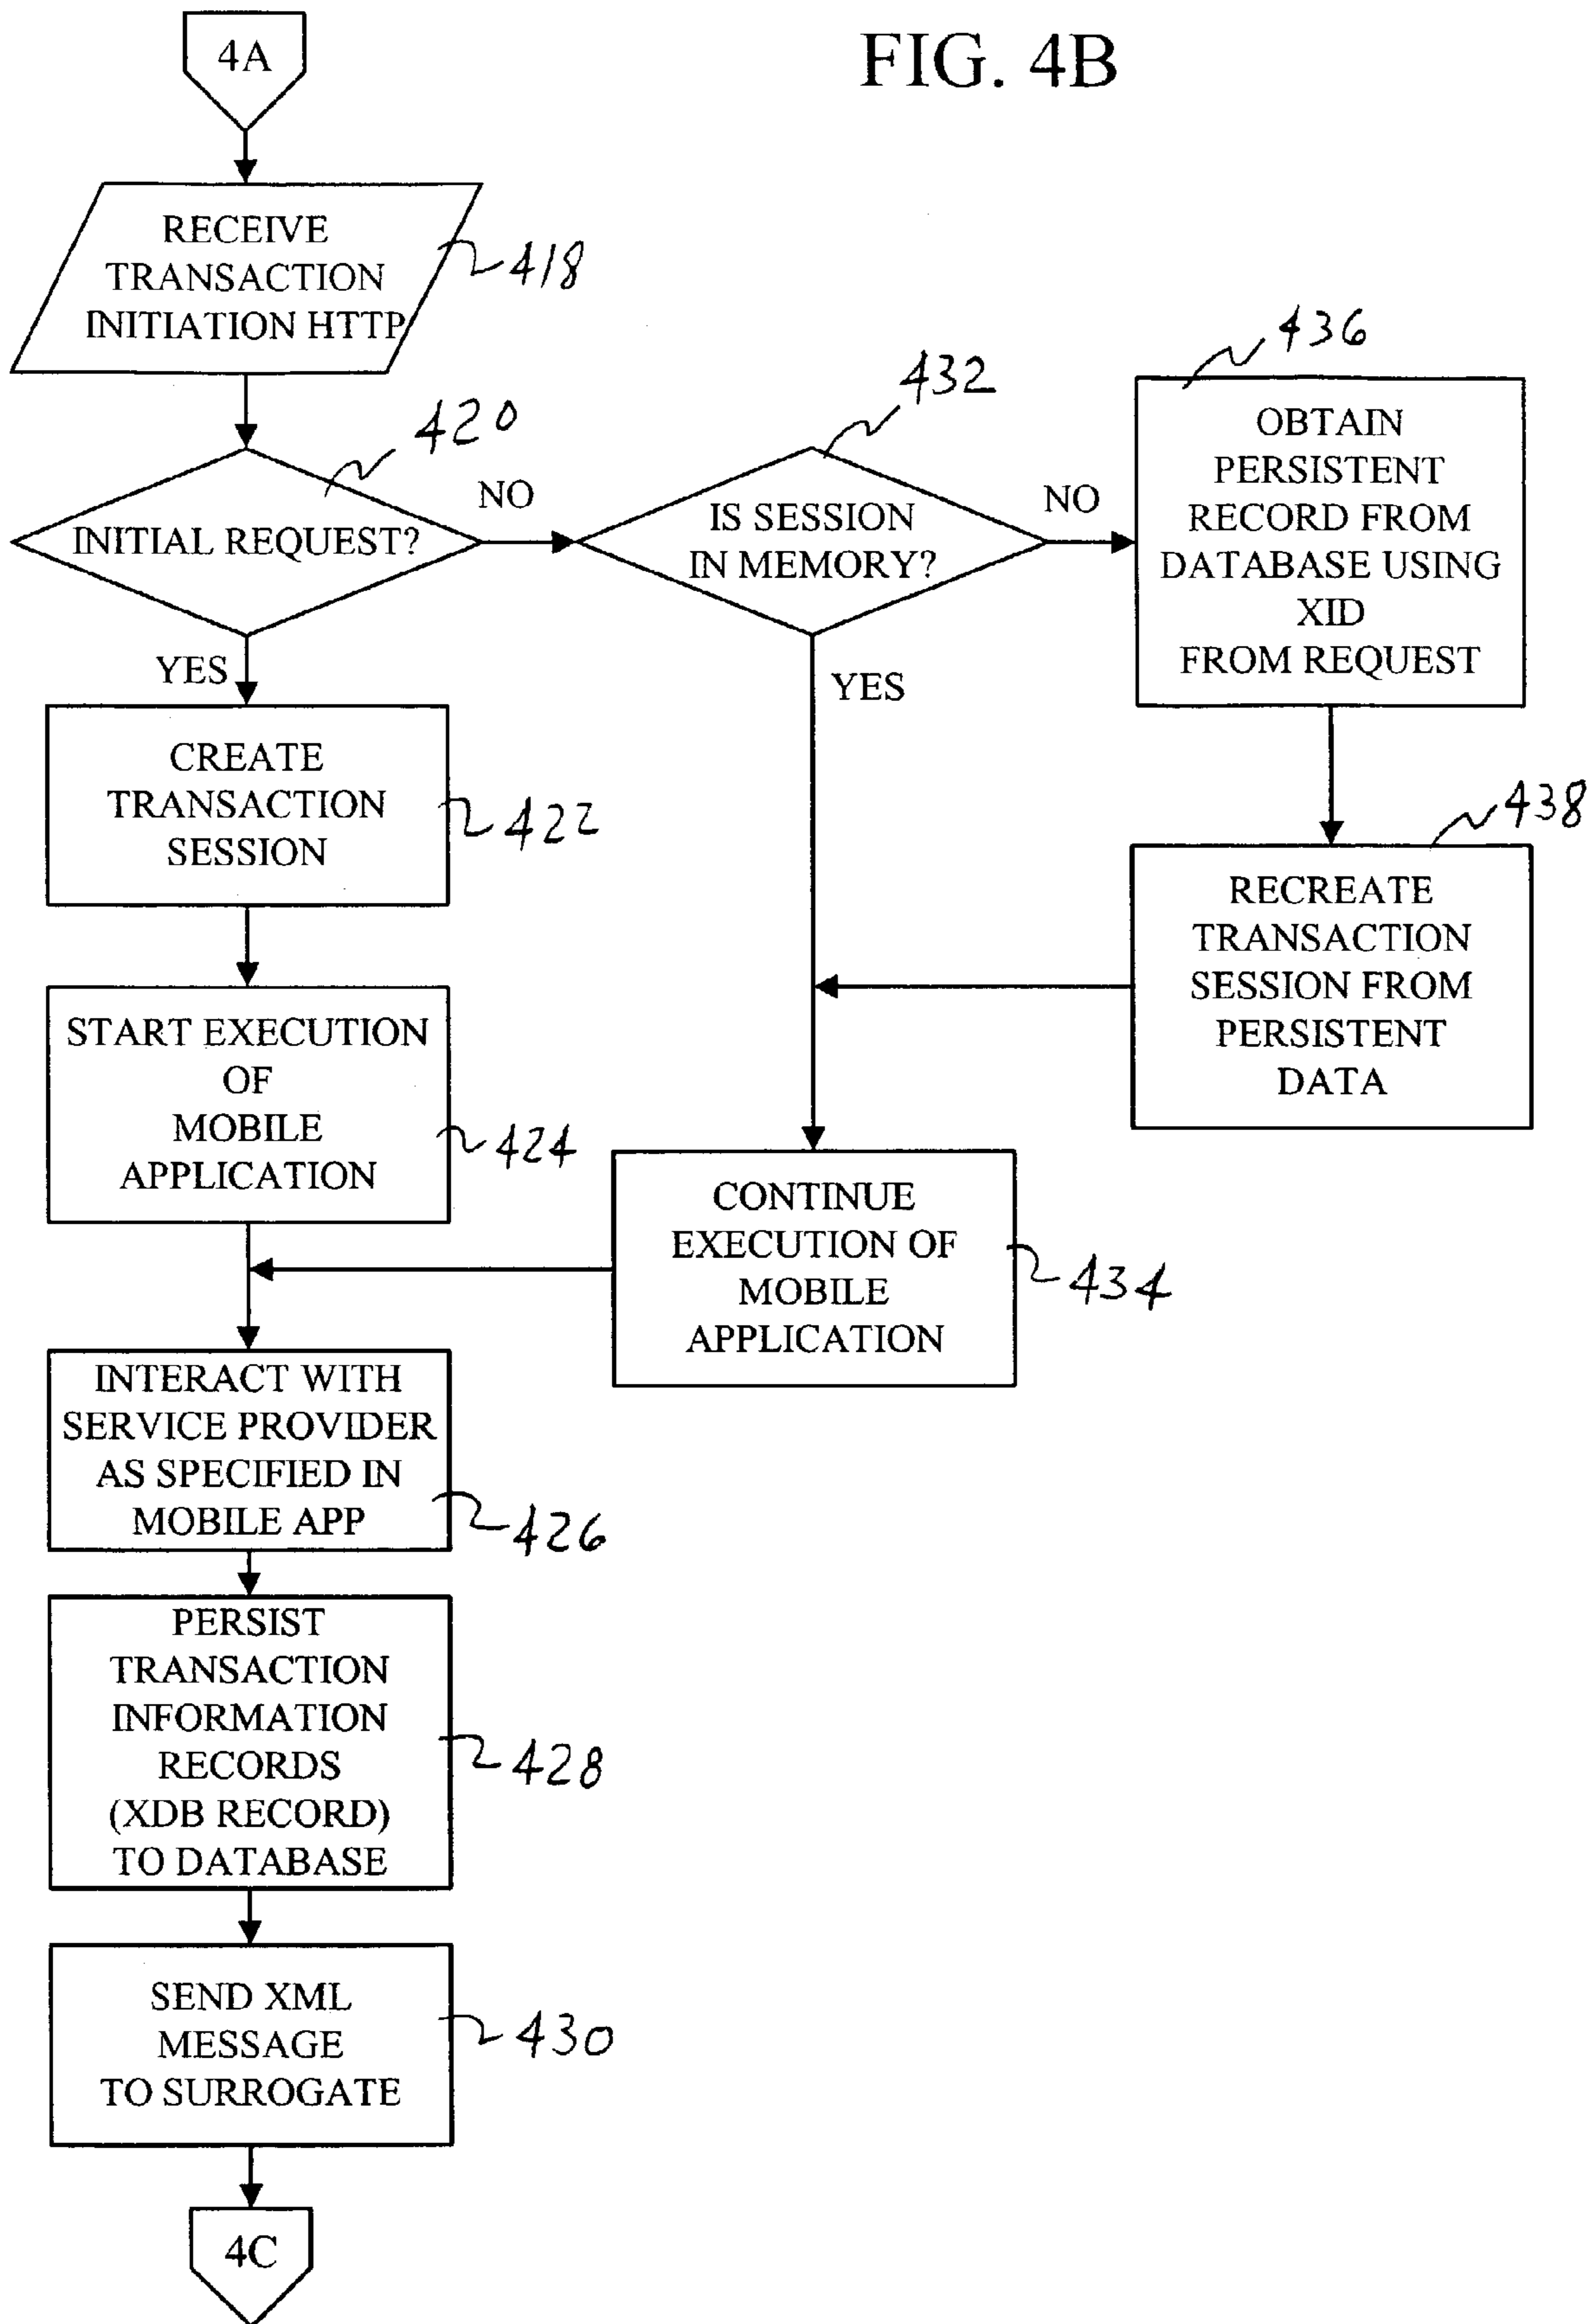 4A
FIG. 4B
RECEIVE
TRANSACTION
INITIATION HTTP
418
420
INITIAL REQUEST?
NO
YES
432
IS SESSION
IN MEMORY?
NO
YES
436
OBTAIN
PERSISTENT
RECORD FROM
DATABASE USING
XID
FROM REQUEST
438
RECREATE
TRANSACTION
SESSION FROM
PERSISTENT
DATA
CREATE
TRANSACTION
SESSION
422
START EXECUTION
OF
MOBILE
APPLICATION
424
CONTINUE
EXECUTION OF
MOBILE
APPLICATION
434
INTERACT WITH
SERVICE PROVIDER
AS SPECIFIED IN
MOBILE APP
426
PERSIST
TRANSACTION
INFORMATION
RECORDS
(XDB RECORD)
TO DATABASE
428
SEND XML
MESSAGE
TO SURROGATE
430
4C